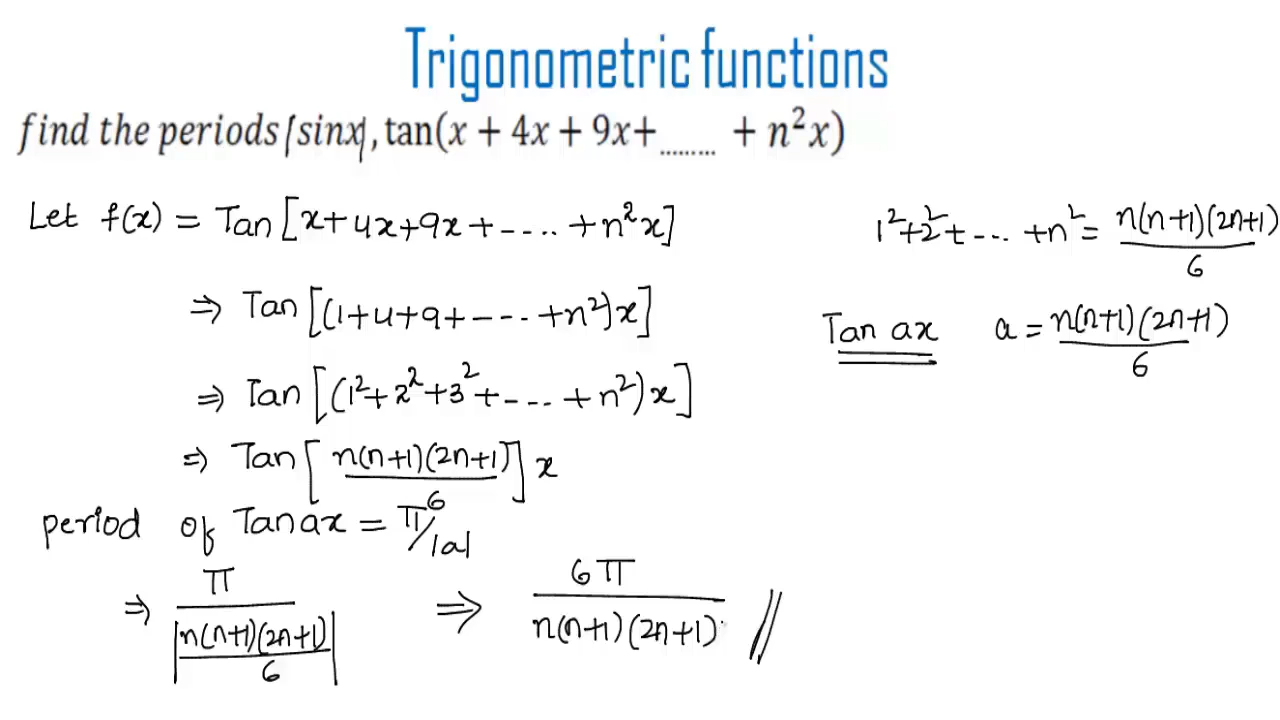 Trigonometric functions
find the periods |sinx|, tan(x + 4x + 9x+ ......... + n²x)
Let f(x) = Tan[x+4x+9x+-...+n²x]
1²+2²+-...+n² = n(n+1)(2n+1)/6
⇒ Tan[(1+4+9+--...+n²)x]
Tan ax a = n(n+1)(2n+1)/6
⇒ Tan[(1²+2²+3²+-...+n²)x]
⇒ Tan[n(n+1)(2n+1)/6]x
period of Tan ax = π/|a|
⇒ π/|n(n+1)(2n+1)/6| ⇒ 6π/n(n+1)(2n+1) //